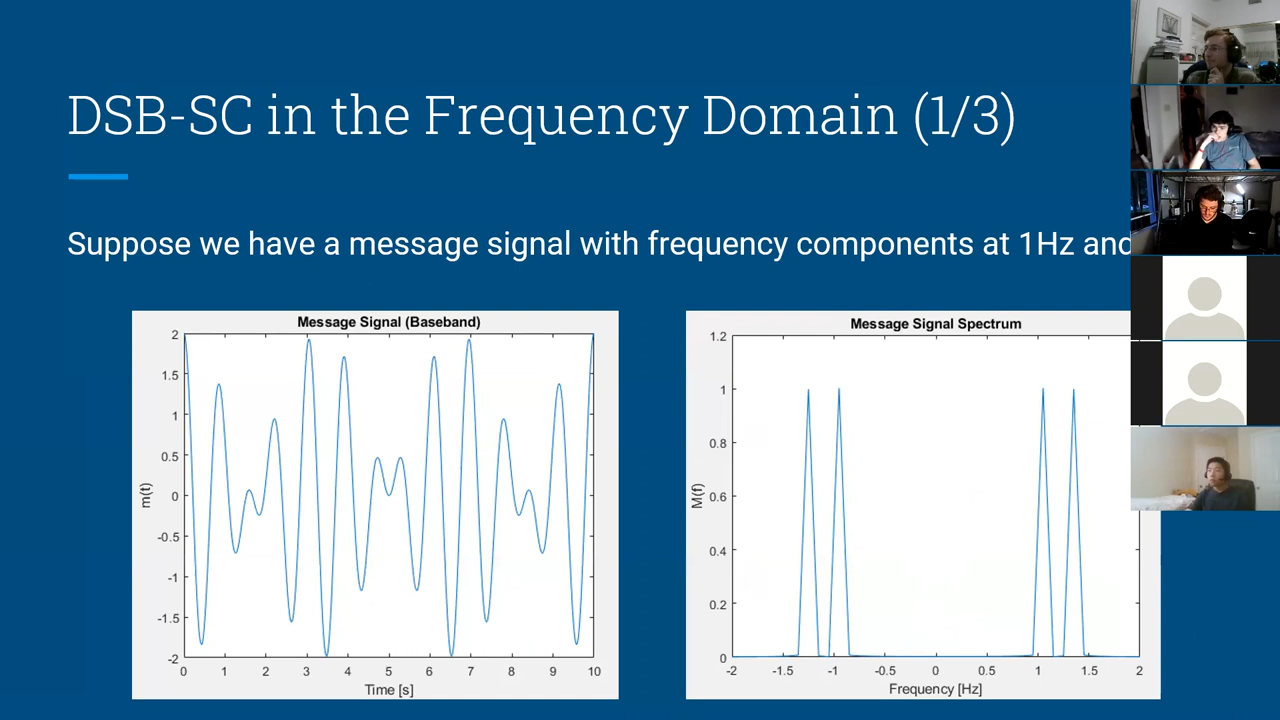 DSB-SC in the Frequency Domain (1/3)
Suppose we have a message signal with frequency components at 1Hz and
Message Signal (Baseband)
2
1.5
1
0.5
0
-0.5
-1
-1.5
-2
m(t)
0 1 2 3 4 5 6 7 8 9 10
Time [s]
Message Signal Spectrum
1.2
1
0.8
0.6
0.4
0.2
0
M(f)
-2 -1.5 -1 -0.5 0 0.5 1 1.5 2
Frequency [Hz]